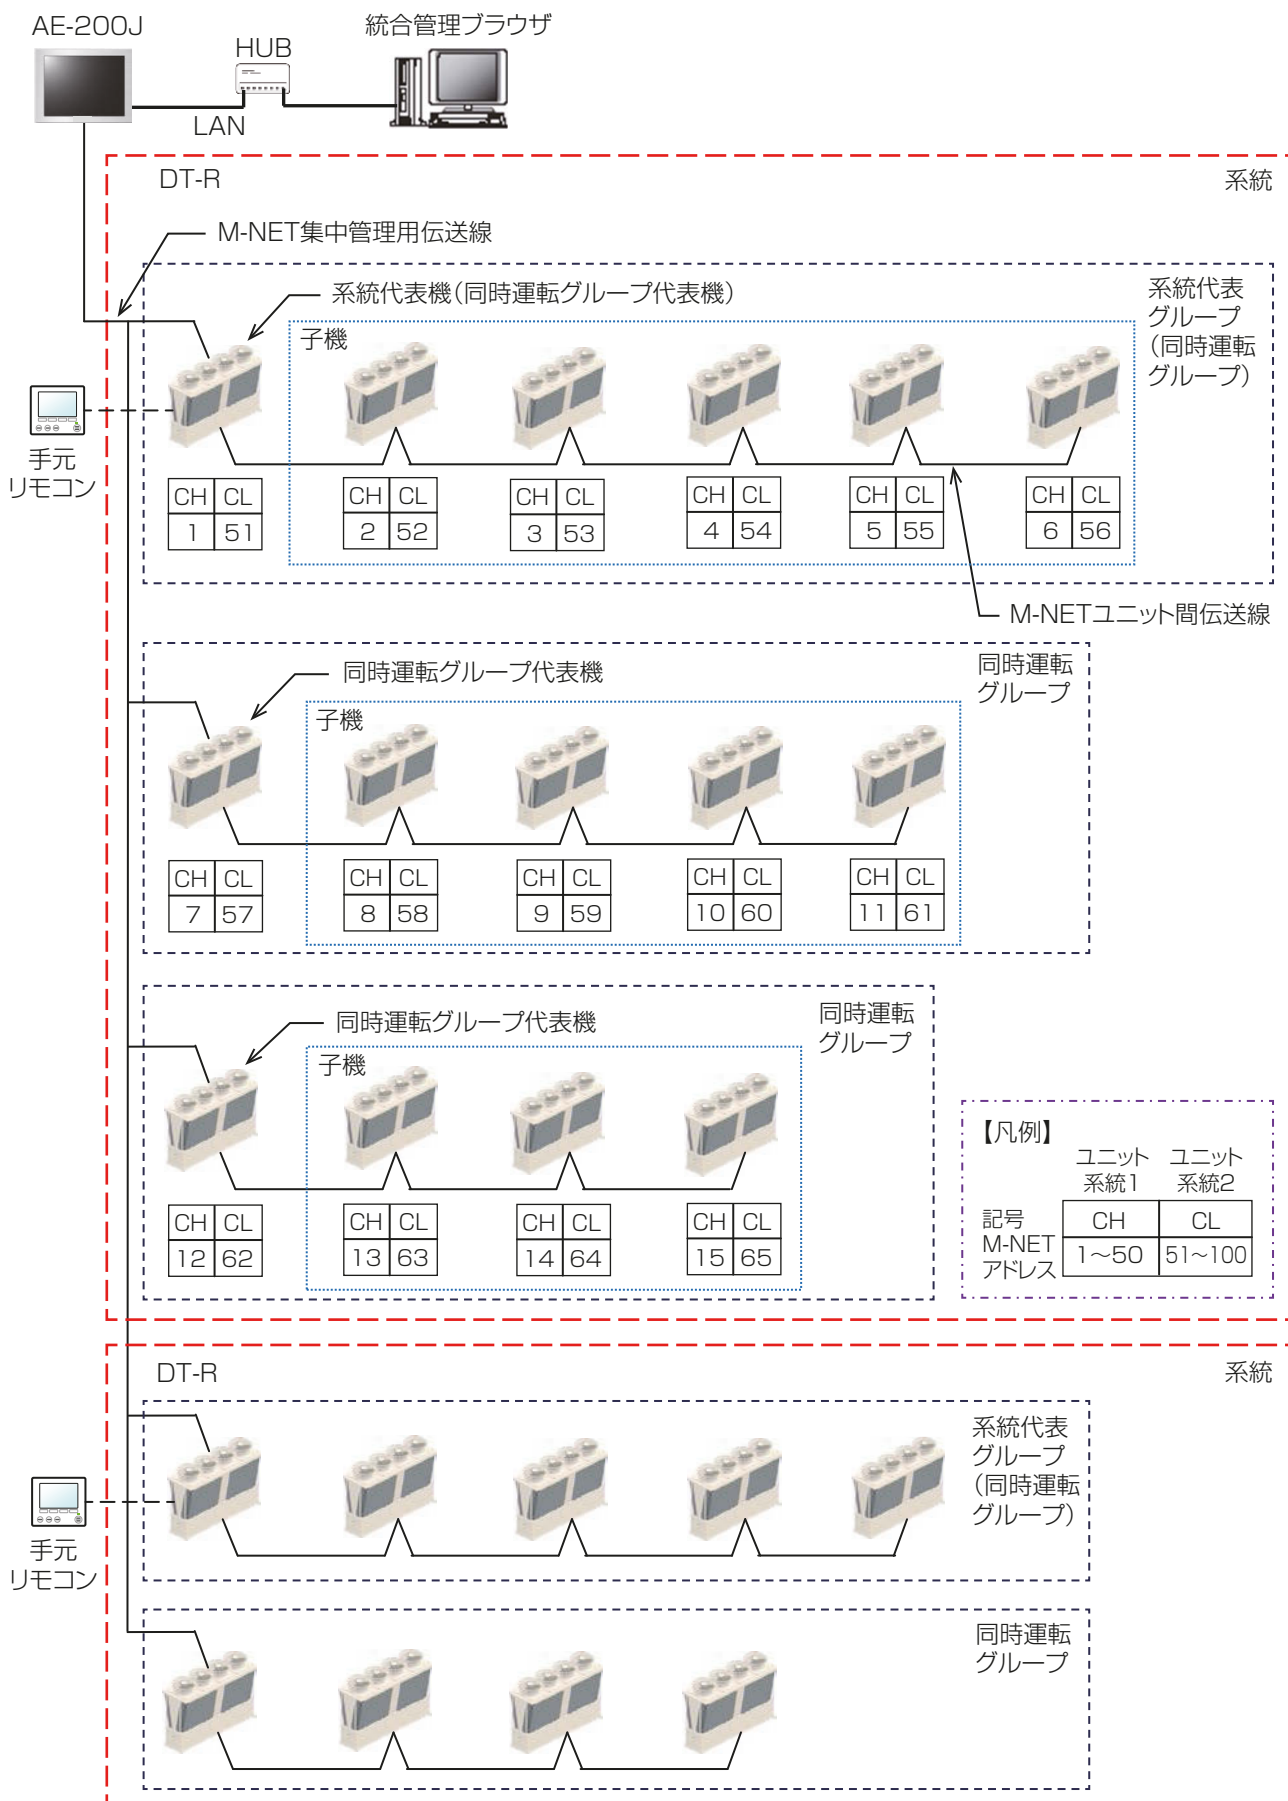 AE-200J
HUB
統合管理ブラウザ
LAN
DT-R
系統
M-NET集中管理用伝送線
系統代表機（同時運転グループ代表機）
子機
系統代表
グループ
（同時運転
グループ）
手元
リモコン
CH CL
1 51
CH CL
2 52
CH CL
3 53
CH CL
4 54
CH CL
5 55
CH CL
6 56
M-NETユニット間伝送線
同時運転グループ代表機
子機
同時運転
グループ
CH CL
7 57
CH CL
8 58
CH CL
9 59
CH CL
10 60
CH CL
11 61
同時運転グループ代表機
子機
同時運転
グループ
CH CL
12 62
CH CL
13 63
CH CL
14 64
CH CL
15 65
【凡例】
ユニット ユニット
系統1 系統2
記号 CH CL
M-NET
アドレス 1～50 51～100
DT-R
系統
系統代表
グループ
（同時運転
グループ）
手元
リモコン
同時運転
グループ